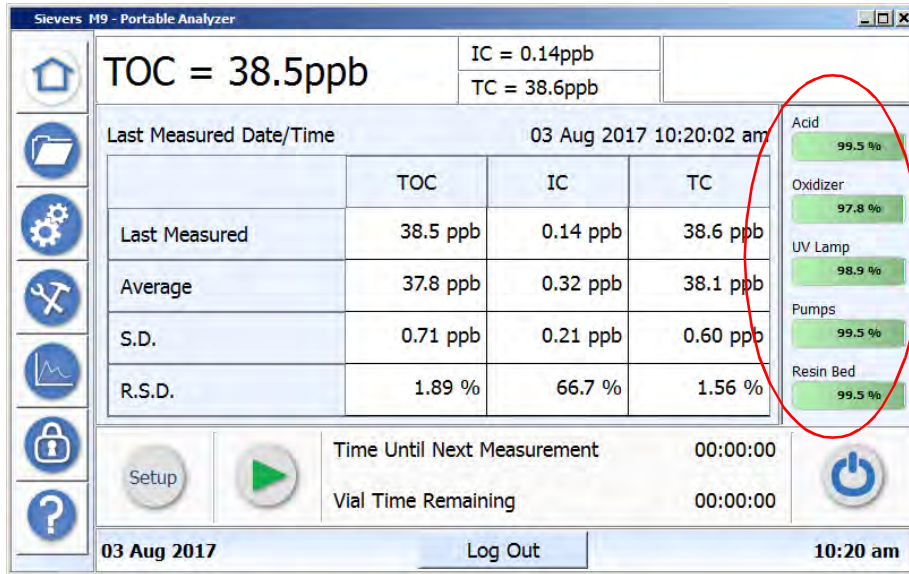 Sievers M9 - Portable Analyzer
TOC = 38.5ppb
IC = 0.14ppb
TC = 38.6ppb
Last Measured Date/Time 03 Aug 2017 10:20:02 am
TOC IC TC
Last Measured 38.5 ppb 0.14 ppb 38.6 ppb
Average 37.8 ppb 0.32 ppb 38.1 ppb
S.D. 0.71 ppb 0.21 ppb 0.60 ppb
R.S.D. 1.89 % 66.7 % 1.56 %
Acid
99.5 %
Oxidizer
97.8 %
UV Lamp
98.9 %
Pumps
99.5 %
Resin Bed
99.5 %
Setup
Time Until Next Measurement 00:00:00
Vial Time Remaining 00:00:00
03 Aug 2017 Log Out 10:20 am